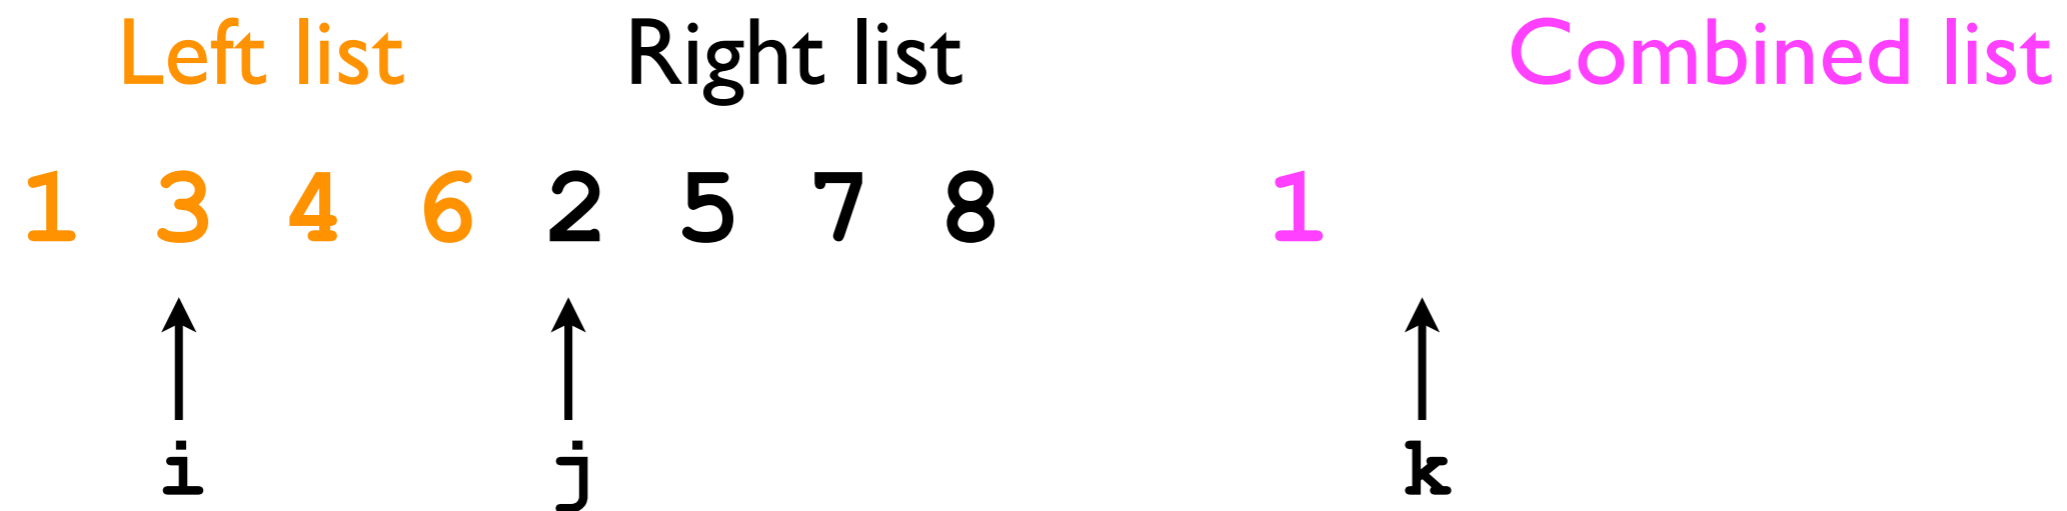 Left list Right list Combined list
1 3 4 6 2 5 7 8 1
i j k